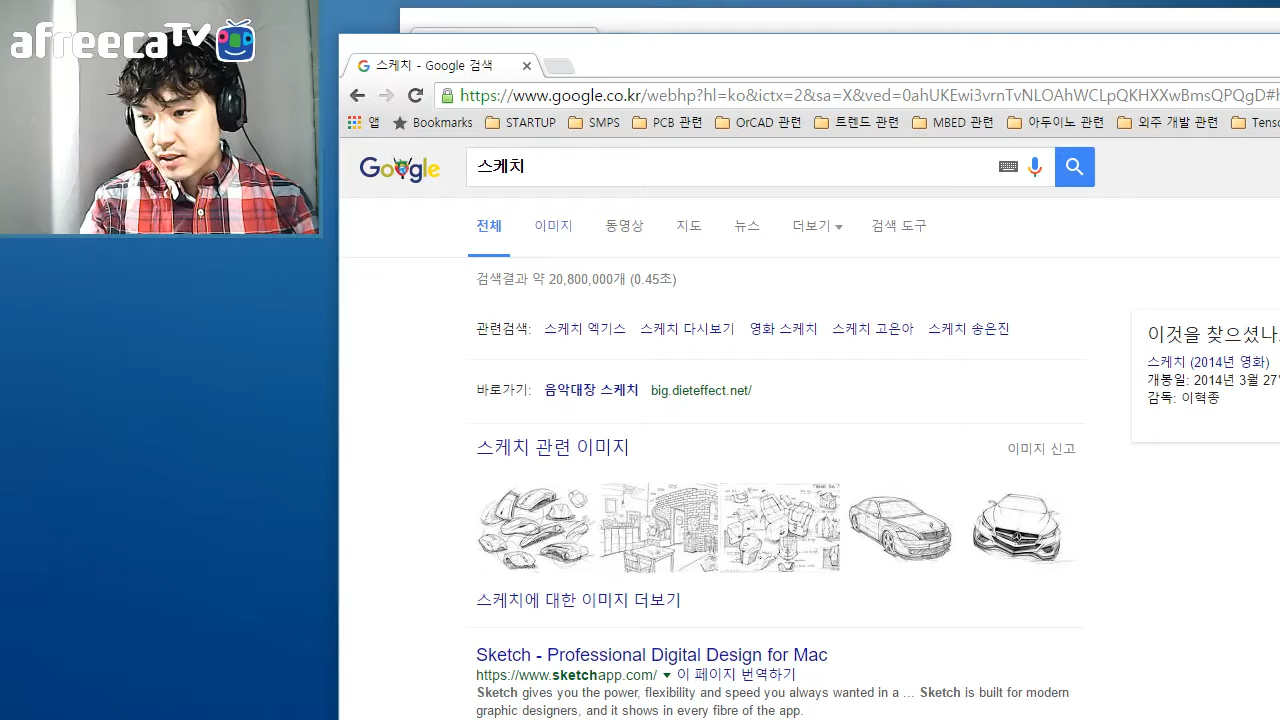 afreecaTV
스케치 - Google 검색
https://www.google.co.kr/webhp?hl=ko&ictx=2&sa=X&ved=0ahUKEwi3vrnTvNLOAhWCLpQKHXXwBmsQPQgD#h
앱 Bookmarks STARTUP SMPS PCB 관련 OrCAD 관련 트렌드 관련 MBED 관련 아두이노 관련 외주 개발 관련 Tenso
Google 스케치
전체 이미지 동영상 지도 뉴스 더보기 검색 도구
검색결과 약 20,800,000개 (0.45초)
관련검색: 스케치 엑기스 스케치 다시보기 영화 스케치 스케치 고은아 스케치 송은진
이것을 찾으셨나
스케치 (2014년 영화)
개봉일: 2014년 3월 27일
감독: 이혁종
바로가기: 음악대장 스케치 big.dieteffect.net/
스케치 관련 이미지 이미지 신고
스케치에 대한 이미지 더보기
Sketch - Professional Digital Design for Mac
https://www.sketchapp.com/ 이 페이지 번역하기
Sketch gives you the power, flexibility and speed you always wanted in a ... Sketch is built for modern
graphic designers, and it shows in every fibre of the app.